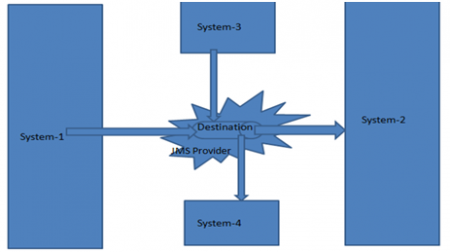 System-3
System-1
Destination
System-2
JMS Provider
System-4